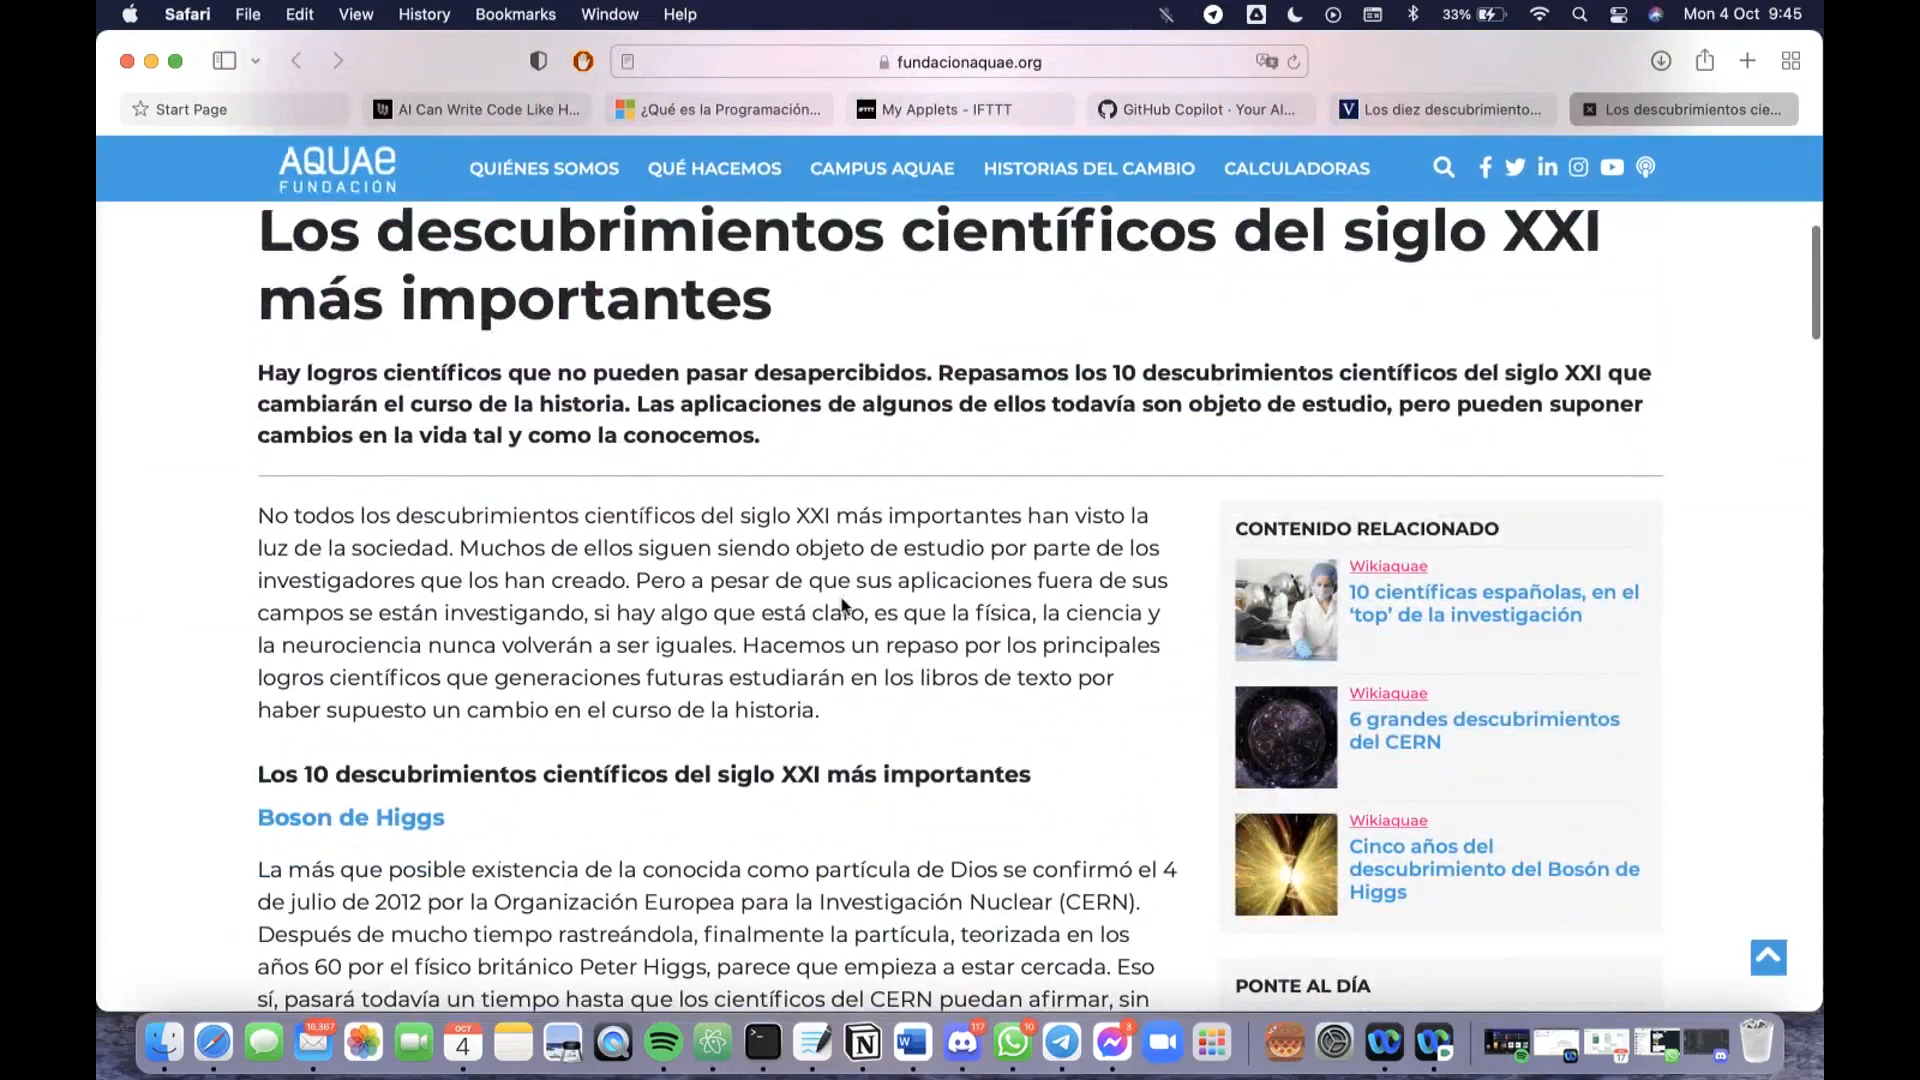 Safari File Edit View History Bookmarks Window Help 33% Mon 4 Oct 9:45
fundacionaquae.org
Start Page
AI Can Write Code Like H...
¿Qué es la Programación...
My Applets - IFTTT
GitHub Copilot · Your AI...
Los diez descubrimiento...
Los descubrimientos cie...
AQUAE
FUNDACIÓN
QUIÉNES SOMOS QUÉ HACEMOS CAMPUS AQUAE HISTORIAS DEL CAMBIO CALCULADORAS
Los descubrimientos científicos del siglo XXI
más importantes
Hay logros científicos que no pueden pasar desapercibidos. Repasamos los 10 descubrimientos científicos del siglo XXI que
cambiarán el curso de la historia. Las aplicaciones de algunos de ellos todavía son objeto de estudio, pero pueden suponer
cambios en la vida tal y como la conocemos.
No todos los descubrimientos científicos del siglo XXI más importantes han visto la
luz de la sociedad. Muchos de ellos siguen siendo objeto de estudio por parte de los
investigadores que los han creado. Pero a pesar de que sus aplicaciones fuera de sus
campos se están investigando, si hay algo que está claro, es que la física, la ciencia y
la neurociencia nunca volverán a ser iguales. Hacemos un repaso por los principales
logros científicos que generaciones futuras estudiarán en los libros de texto por
haber supuesto un cambio en el curso de la historia.
Los 10 descubrimientos científicos del siglo XXI más importantes
Boson de Higgs
La más que posible existencia de la conocida como partícula de Dios se confirmó el 4
de julio de 2012 por la Organización Europea para la Investigación Nuclear (CERN).
Después de mucho tiempo rastreándola, finalmente la partícula, teorizada en los
años 60 por el físico británico Peter Higgs, parece que empieza a estar cercada. Eso
sí, pasará todavía un tiempo hasta que los científicos del CERN puedan afirmar, sin
CONTENIDO RELACIONADO
Wikiaquae
10 científicas españolas, en el
‘top’ de la investigación
Wikiaquae
6 grandes descubrimientos
del CERN
Wikiaquae
Cinco años del
descubrimiento del Bosón de
Higgs
PONTE AL DÍA
16,367
OCT
4
117
10
3
17